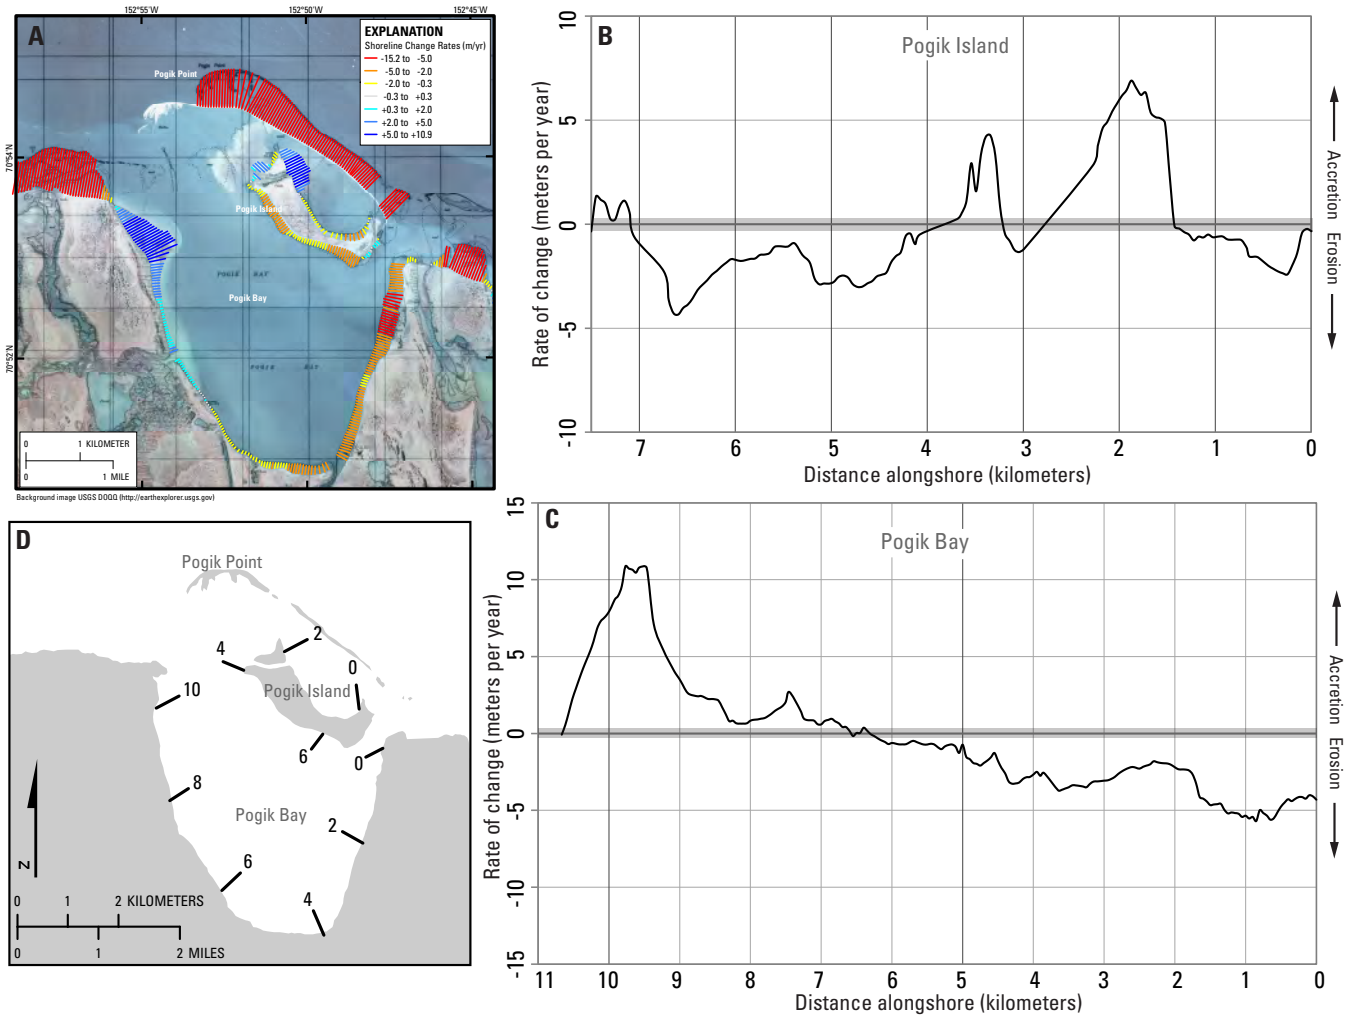 152°55'W
152°50'W
152°45'W
A
EXPLANATION
Shoreline Change Rates (m/yr)
-15.2 to -5.0
-5.0 to -2.0
-2.0 to -0.3
-0.3 to +0.3
+0.3 to +2.0
+2.0 to +5.0
+5.0 to +10.9
Pogik Point
70°54'N
Pogik Island
POGIK BAY
Pogik Bay
70°52'N
POGIK BAY
0 1 KILOMETER
0 1 MILE
Background image USGS DOQQ (http://earthexplorer.usgs.gov)
B
Pogik Island
Rate of change (meters per year)
10
5
0
-5
-10
7 6 5 4 3 2 1 0
Distance alongshore (kilometers)
Accretion
Erosion
C
Pogik Bay
Rate of change (meters per year)
15
10
5
0
-5
-10
-15
11 10 9 8 7 6 5 4 3 2 1 0
Distance alongshore (kilometers)
Accretion
Erosion
D
Pogik Point
2
4
0
Pogik Island
10
6
0
8
Pogik Bay
2
6
4
N
0 1 2 KILOMETERS
0 1 2 MILES